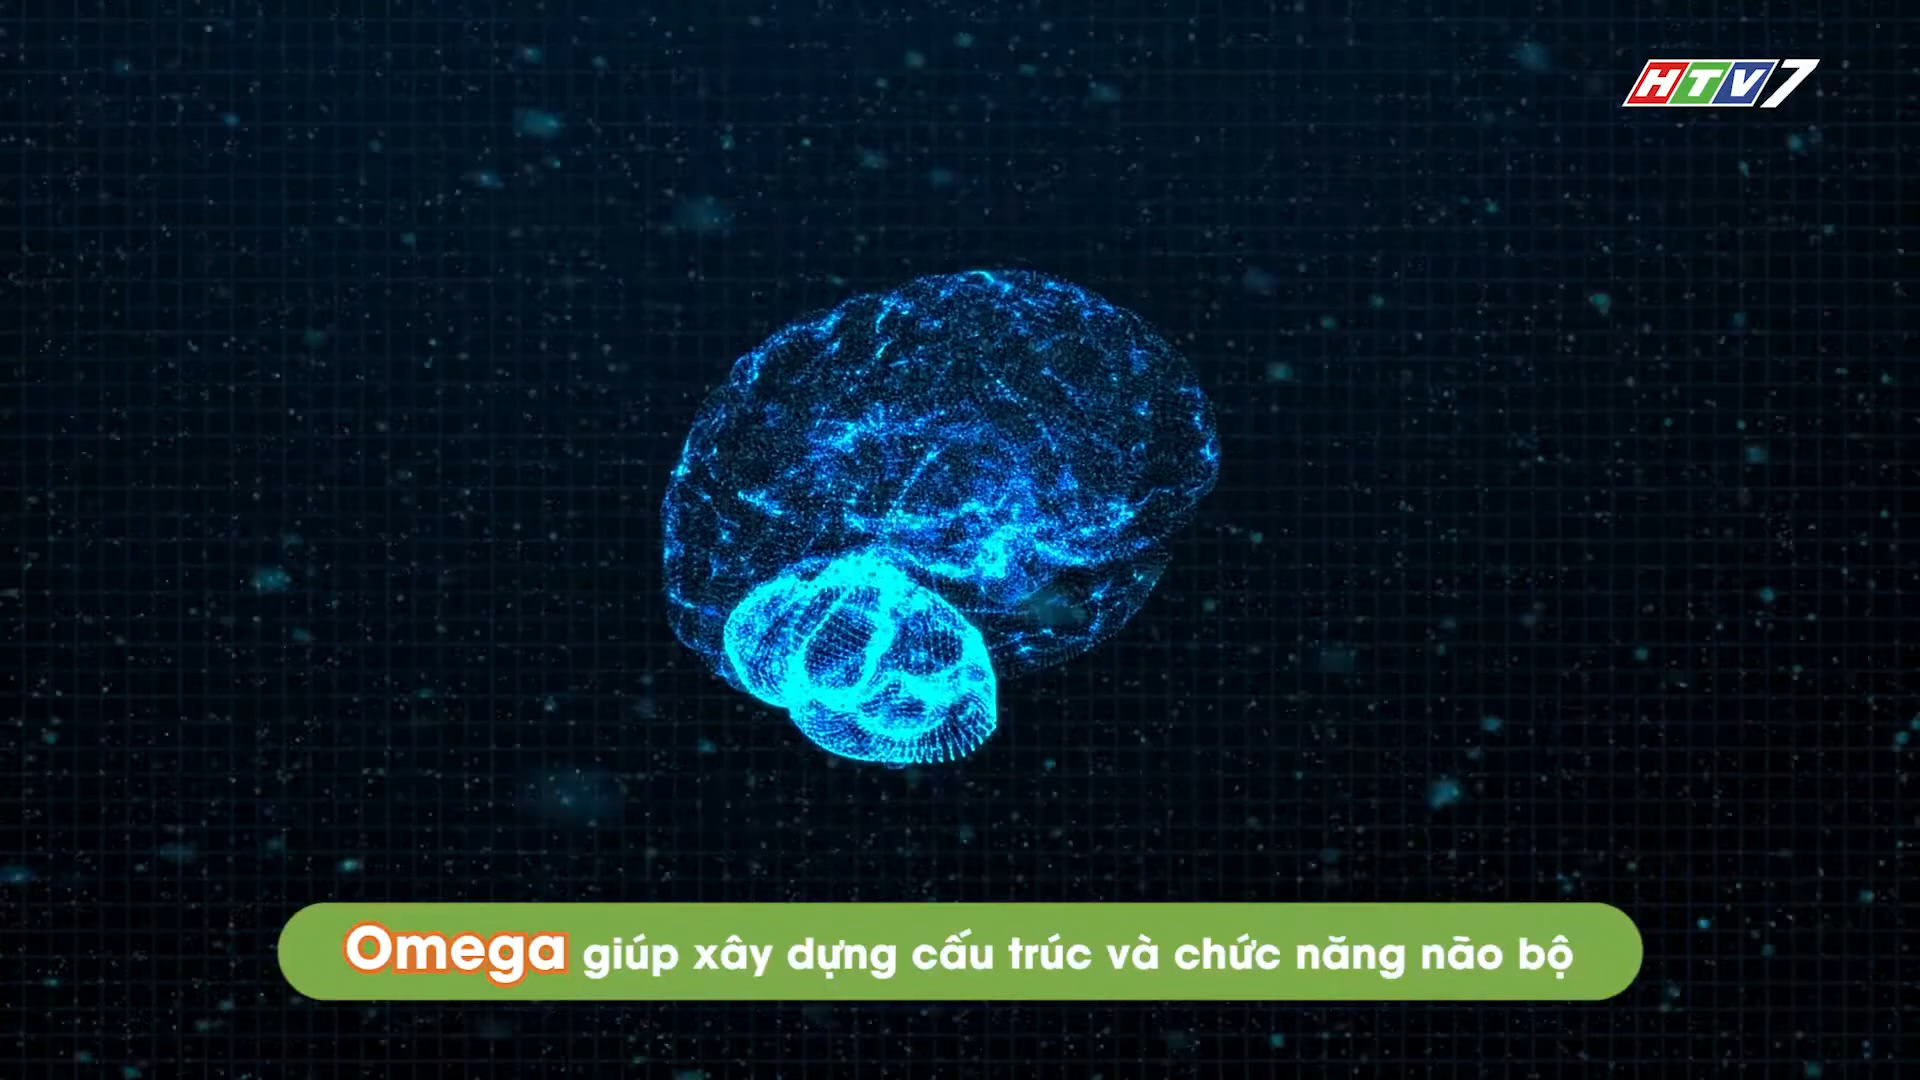 HTV7
Omega giúp xây dựng cấu trúc và chức năng não bộ